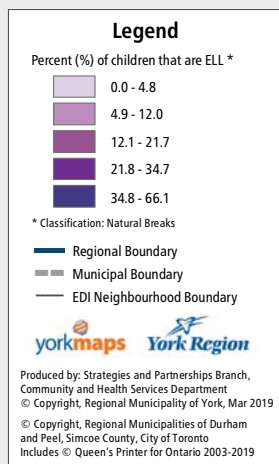 Legend
Percent (%) of children that are ELL *
0.0 - 4.8
4.9 - 12.0
12.1 - 21.7
21.8 - 34.7
34.8 - 66.1
* Classification: Natural Breaks
Regional Boundary
Municipal Boundary
EDI Neighbourhood Boundary
yorkmaps York Region
Produced by: Strategies and Partnerships Branch,
Community and Health Services Department
© Copyright, Regional Municipality of York, Mar 2019
© Copyright, Regional Municipalities of Durham
and Peel, Simcoe County, City of Toronto
Includes © Queen's Printer for Ontario 2003-2019